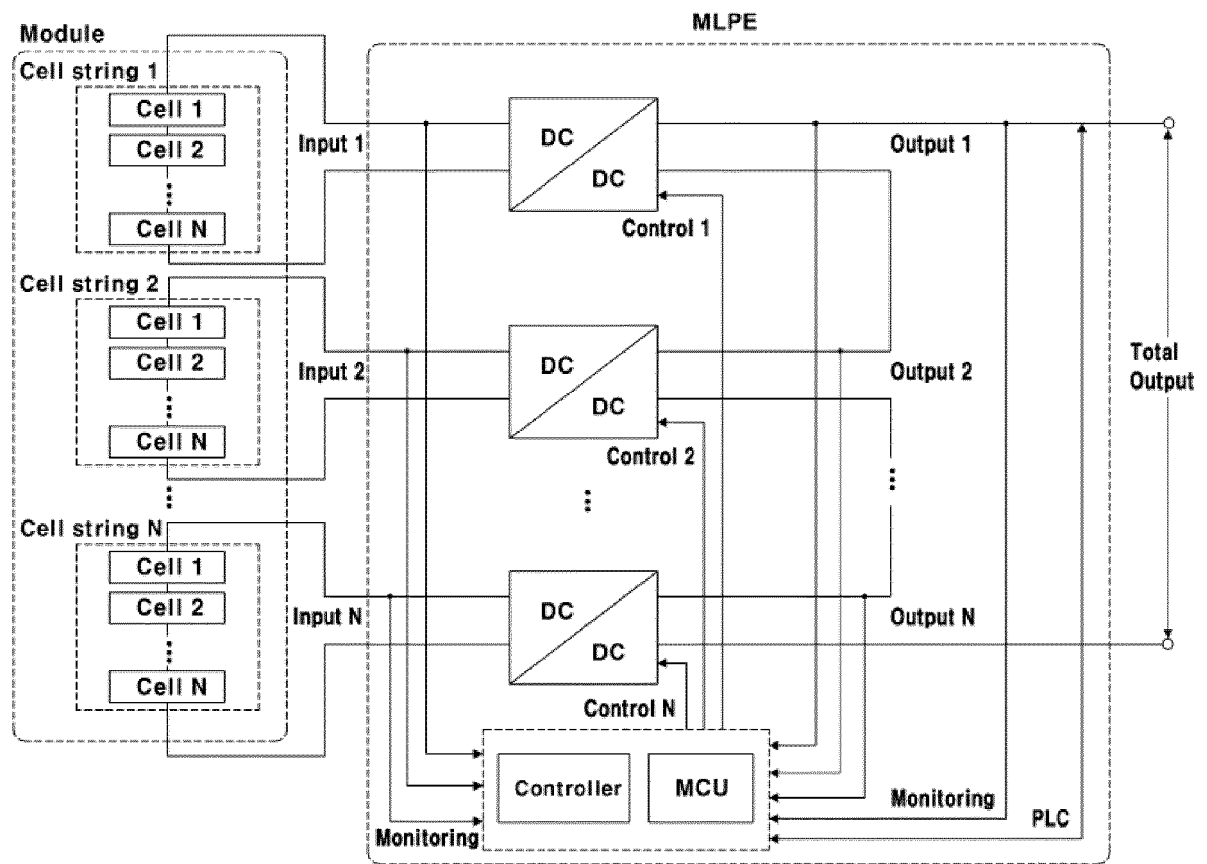 MLPE
Module
Cell string 1
Cell 1
Cell 2
Cell N
Input 1
DC
DC
Output 1
Control 1
Cell string 2
Cell 1
Cell 2
Cell N
Input 2
DC
DC
Output 2
Control 2
Total
Output
Cell string N
Cell 1
Cell 2
Cell N
Input N
DC
DC
Output N
Control N
Controller
MCU
Monitoring
Monitoring
PLC